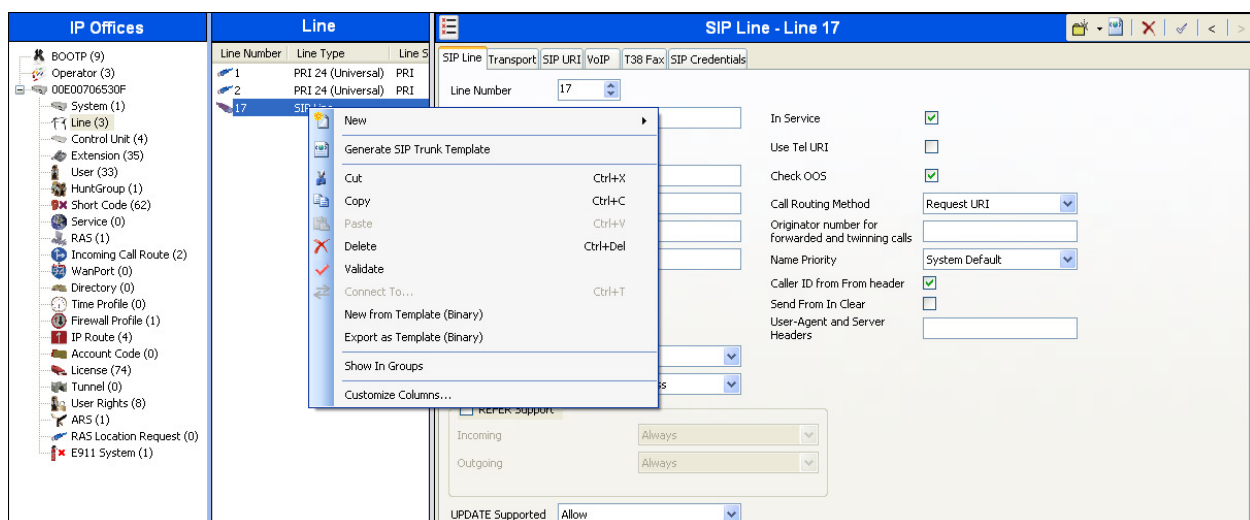 IP Offices
BOOTP (9)
Operator (3)
00E00706530F
System (1)
Line (3)
Control Unit (4)
Extension (35)
User (33)
HuntGroup (1)
Short Code (62)
Service (0)
RAS (1)
Incoming Call Route (2)
WanPort (0)
Directory (0)
Time Profile (0)
Firewall Profile (1)
IP Route (4)
Account Code (0)
License (74)
Tunnel (0)
User Rights (8)
ARS (1)
RAS Location Request (0)
E911 System (1)
Line
Line Number Line Type Line S
1 PRI 24 (Universal) PRI
2 PRI 24 (Universal) PRI
17 SIP Line
New
Generate SIP Trunk Template
Cut Ctrl+X
Copy Ctrl+C
Paste Ctrl+V
Delete Ctrl+Del
Validate
Connect To... Ctrl+T
New from Template (Binary)
Export as Template (Binary)
Show In Groups
Customize Columns...
SIP Line - Line 17
SIP Line Transport SIP URI VoIP T38 Fax SIP Credentials
Line Number 17
In Service
Use Tel URI
Check OOS
Call Routing Method Request URI
Originator number for
forwarded and twinning calls
Name Priority System Default
Caller ID from From header
Send From In Clear
User-Agent and Server
Headers
REFER Support
Incoming Always
Outgoing Always
UPDATE Supported Allow